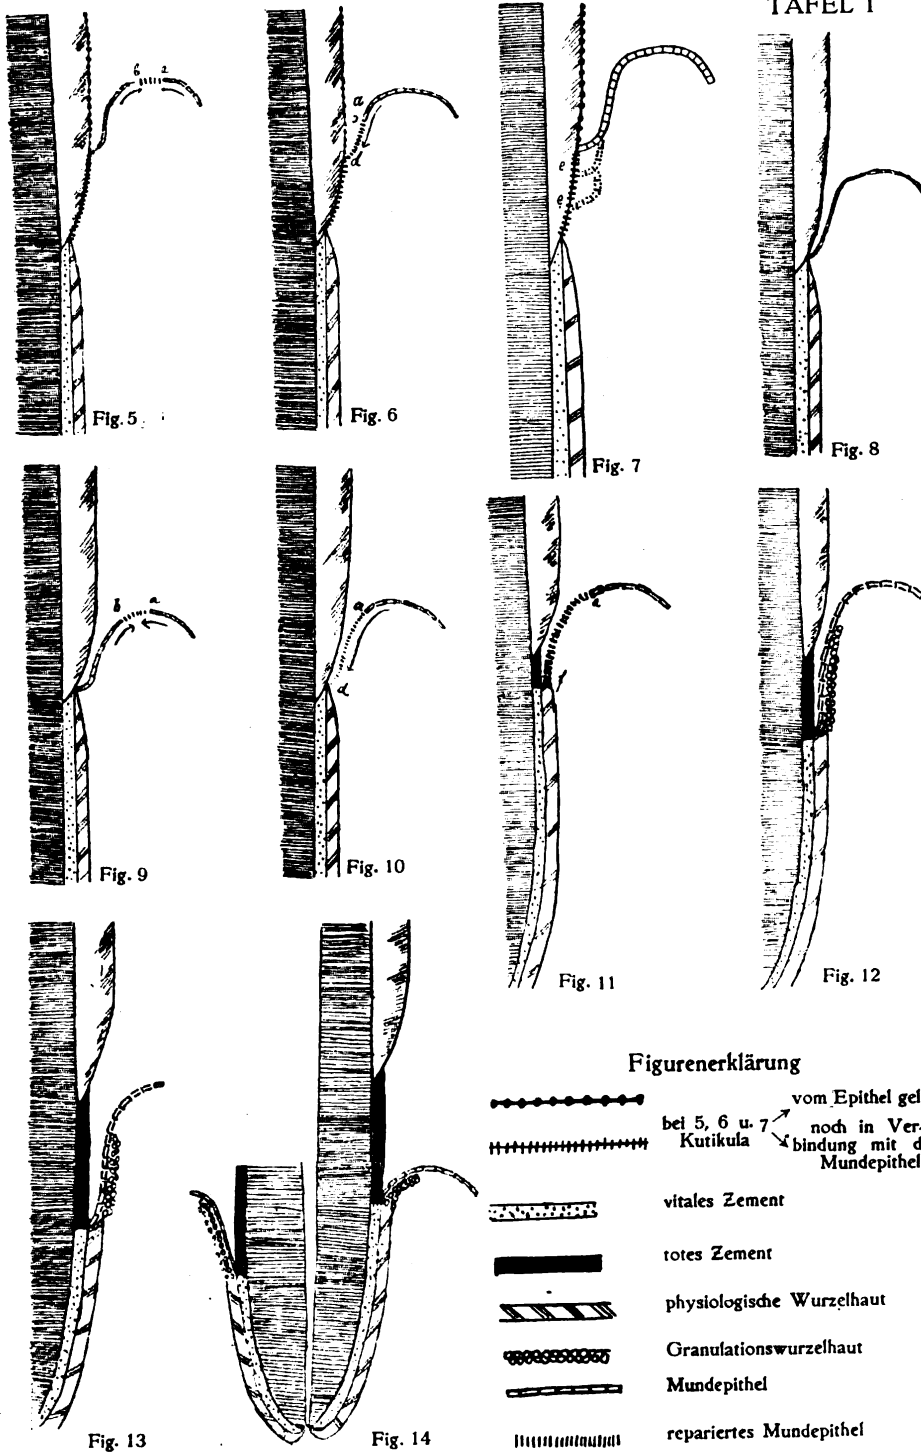 TAFEL 1
b a
a
d
e
e
Fig. 5
Fig. 6
Fig. 7
Fig. 8
b a
a
d
a
f
Fig. 9
Fig. 10
Fig. 11
Fig. 12
Figurenerklärung
vom Epithel gel
bei 5, 6 u. 7
noch in Ver-
Kutikula
bindung mit d
Mundepithel
vitales Zement
totes Zement
physiologische Wurzelhaut
Granulationswurzelhaut
Mundepithel
repariertes Mundepithel
Fig. 13
Fig. 14